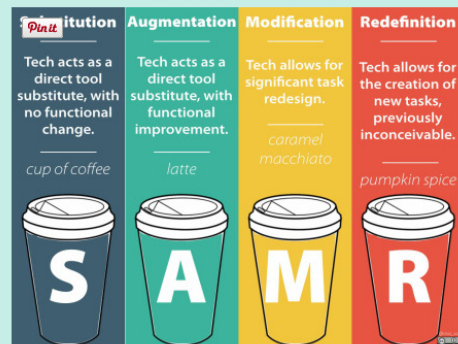 Pin it
Substitution
Tech acts as a
direct tool
substitute, with
no functional
change.
cup of coffee
S
Augmentation
Tech acts as a
direct tool
substitute, with
functional
improvement.
latte
A
Modification
Tech allows for
significant task
redesign.
caramel
macchiato
M
Redefinition
Tech allows for
the creation of
new tasks,
previously
inconceivable.
pumpkin spice
R